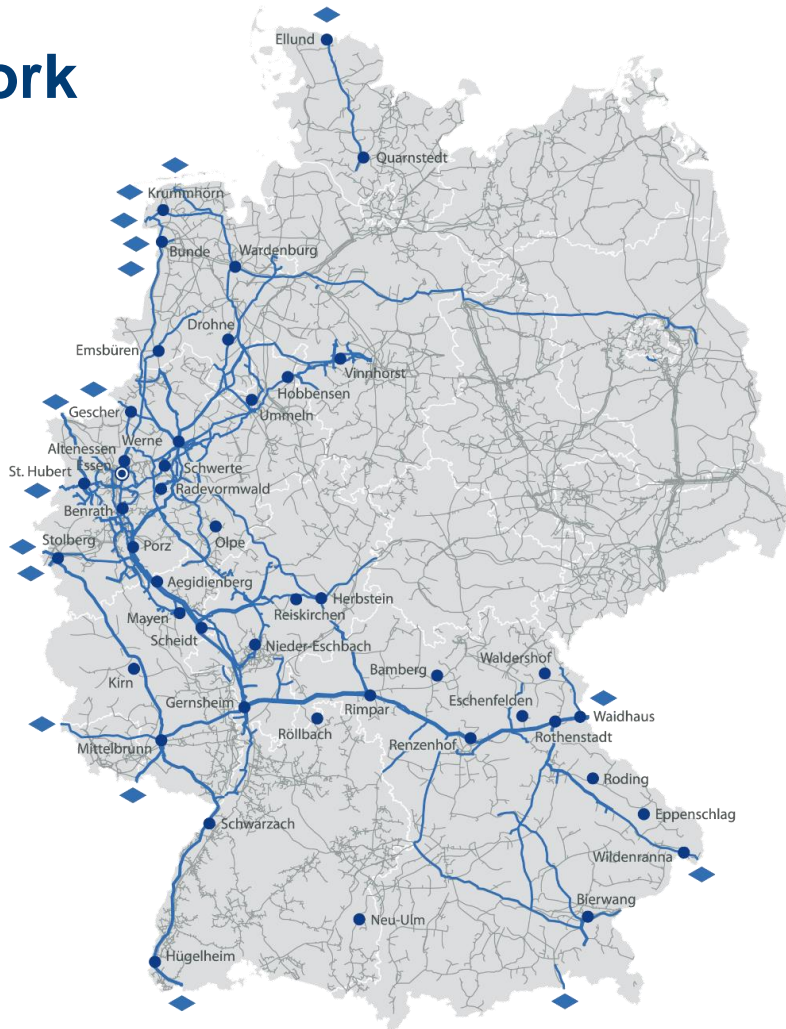 ork
Ellund
Quarnstedt
Krummhörn
Bunde
Wardenburg
Drohne
Emsbüren
Vinnhorst
Hobbensen
Ummeln
Gescher
Werne
Altenessen
Essen
St. Hubert
Schwerte
Radevormwald
Benrath
Olpe
Stolberg
Porz
Aegidienberg
Herbstein
Reiskirchen
Mayen
Scheidt
Nieder-Eschbach
Bamberg
Waldershof
Kirn
Gernsheim
Rimpar
Eschenfelden
Waidhaus
Röllbach
Rothenstadt
Renzenhof
Mittelbrunn
Roding
Eppenschlag
Schwarzach
Wildenranna
Bierwang
Neu-Ulm
Hügelheim